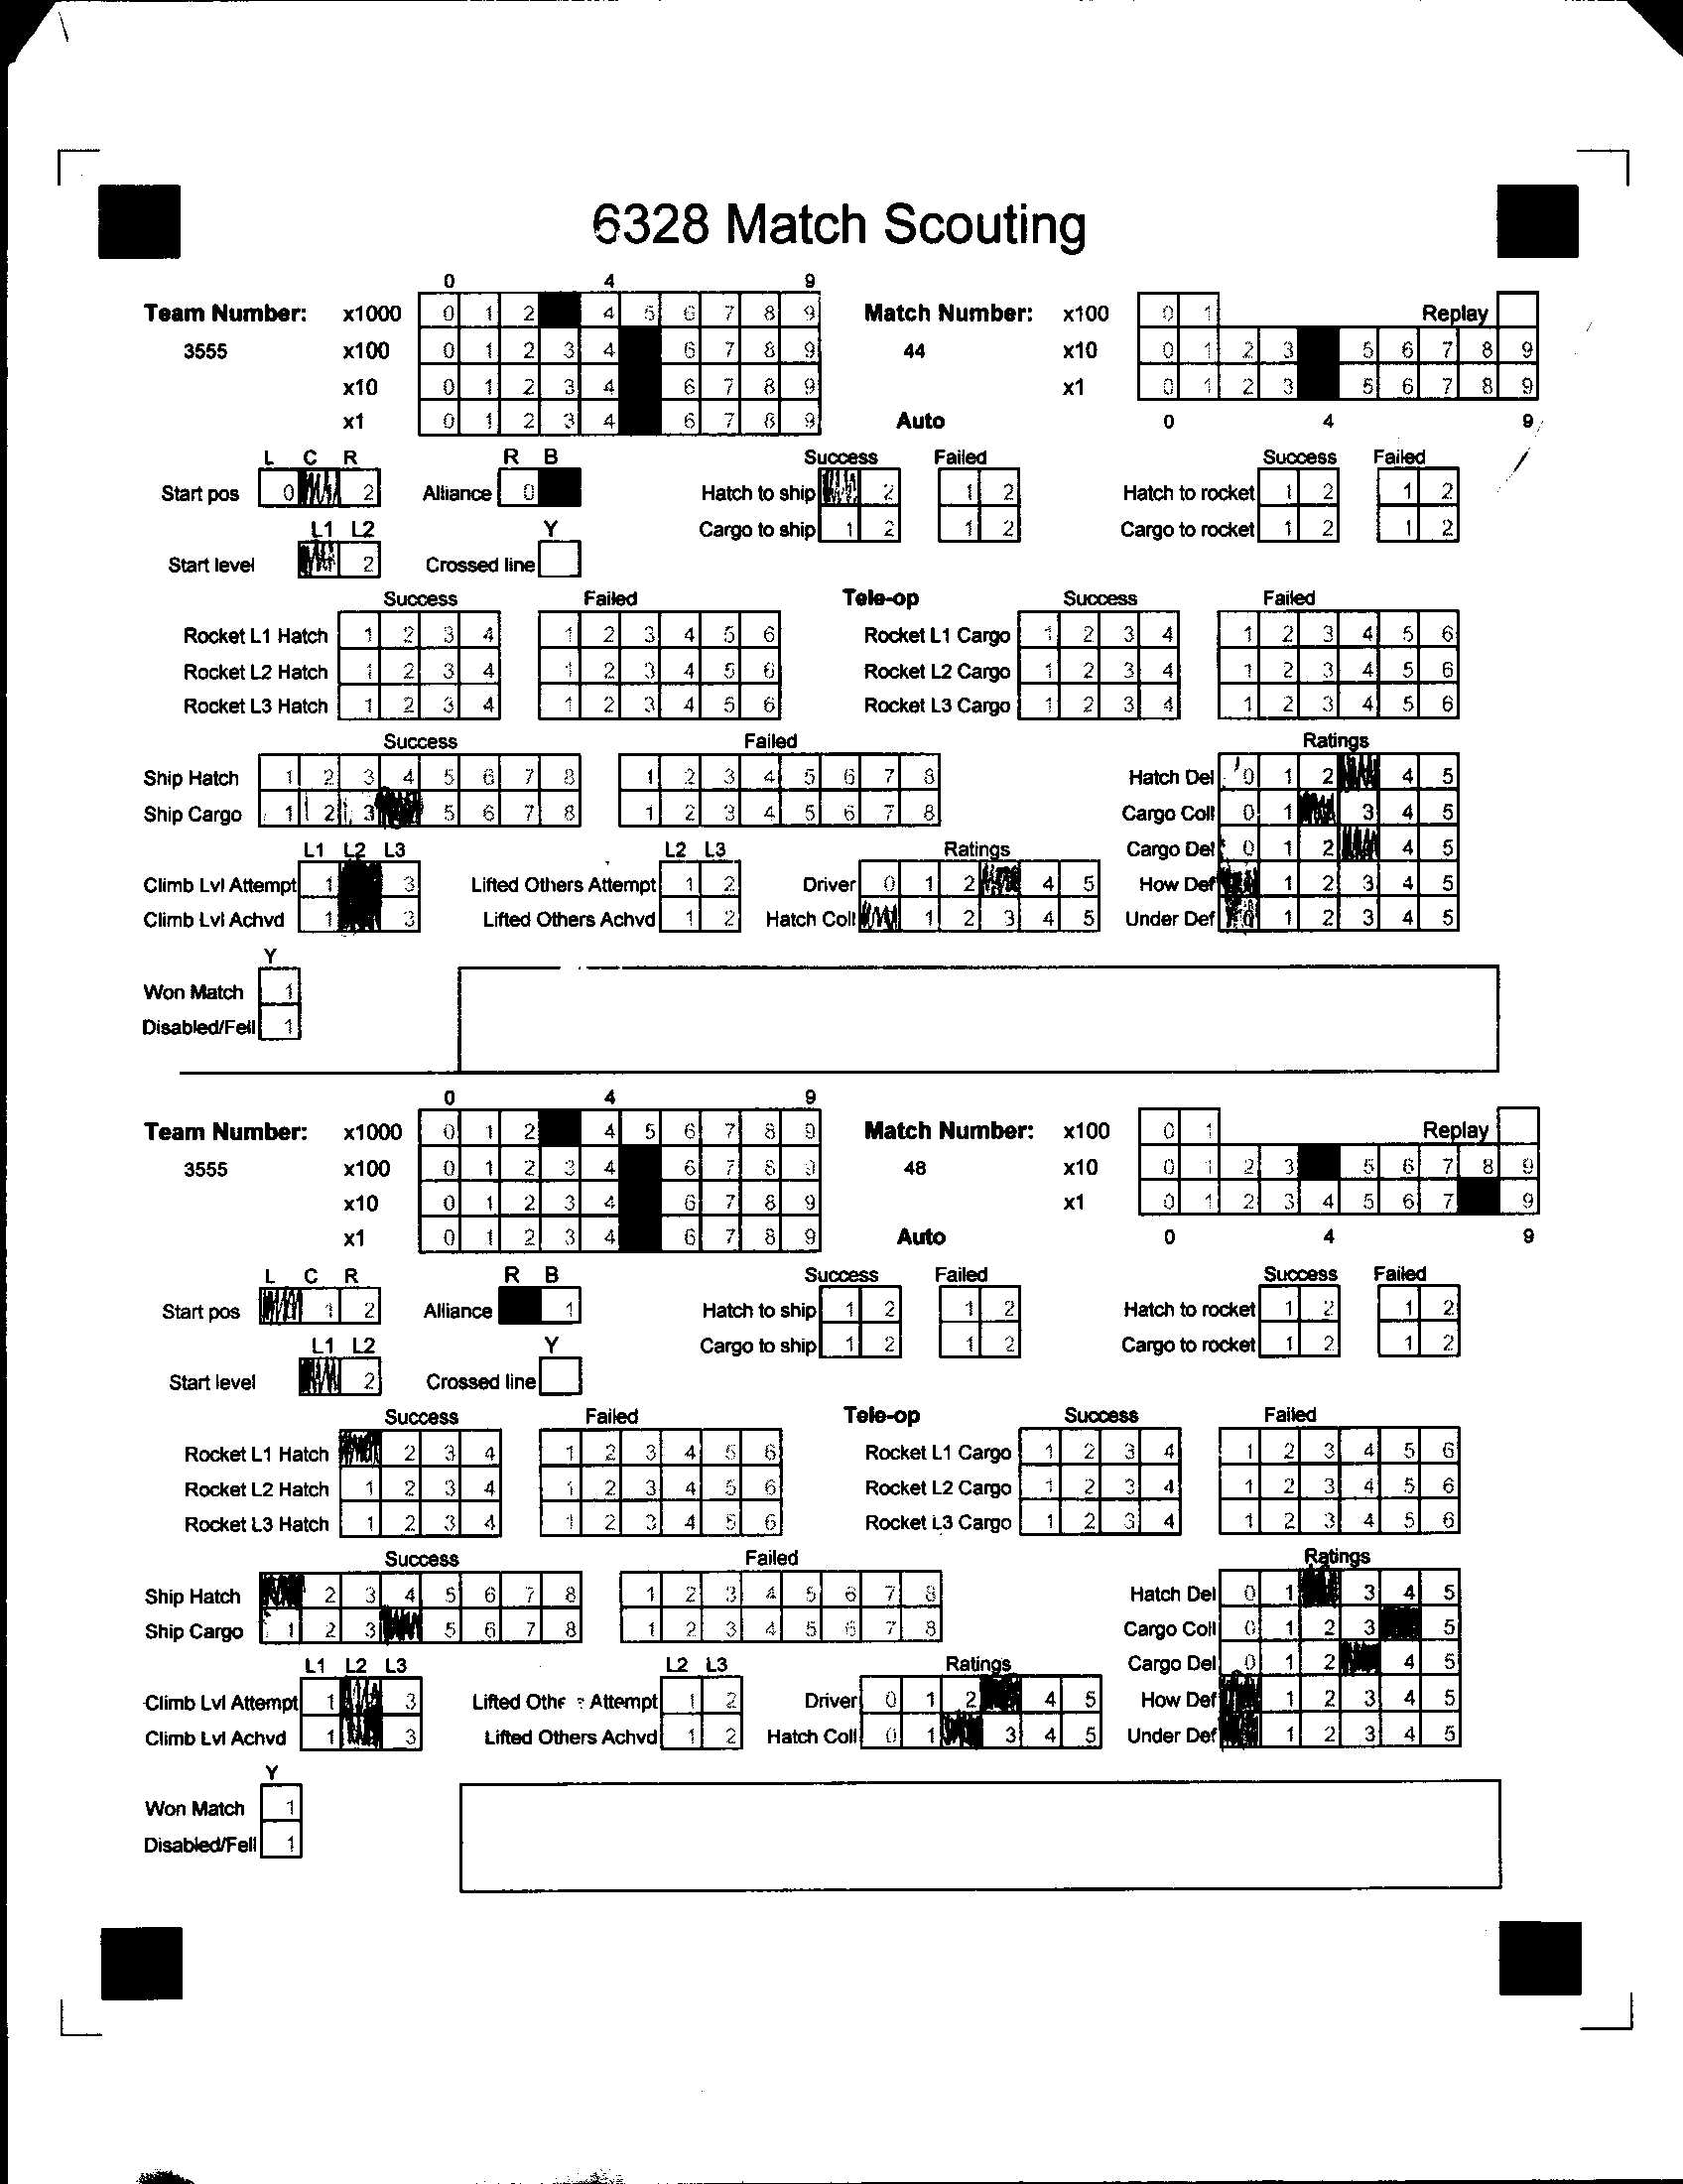 6328 Match Scouting
0 4 9
Team Number: x1000 0 1 2 4 5 6 7 8 9 Match Number: x100 0 1 Replay
3555 x100 0 1 2 3 4 6 7 8 9 44 x10 0 1 2 3 5 6 7 8 9
x10 0 1 2 3 4 6 7 8 9 x1 0 1 2 3 5 6 7 8 9
x1 0 1 2 3 4 6 7 8 9 Auto 0 4 9
L C R R B Success Failed Success Failed
Start pos 0 2 Alliance 0 Hatch to ship 2 1 2 Hatch to rocket 1 2 1 2
L1 L2 Y Cargo to ship 1 2 1 2 Cargo to rocket 1 2 1 2
Start level 2 Crossed line
Success Failed Tele-op Success Failed
Rocket L1 Hatch 1 2 3 4 1 2 3 4 5 6 Rocket L1 Cargo 1 2 3 4 1 2 3 4 5 6
Rocket L2 Hatch 1 2 3 4 1 2 3 4 5 6 Rocket L2 Cargo 1 2 3 4 1 2 3 4 5 6
Rocket L3 Hatch 1 2 3 4 1 2 3 4 5 6 Rocket L3 Cargo 1 2 3 4 1 2 3 4 5 6
Success Failed Ratings
Ship Hatch 1 2 3 4 5 6 7 8 1 2 3 4 5 6 7 8 Hatch Del 0 1 2 4 5
Ship Cargo 1 2 3 5 6 7 8 1 2 3 4 5 6 7 8 Cargo Coll 0 1 3 4 5
L1 L2 L3 L2 L3 Ratings Cargo Del 0 1 2 4 5
Climb Lvl Attempt 1 3 Lifted Others Attempt 1 2 Driver 0 1 2 4 5 How Def 1 2 3 4 5
Climb Lvl Achvd 1 3 Lifted Others Achvd 1 2 Hatch Coll 1 2 3 4 5 Under Def 0 1 2 3 4 5
Y
Won Match 1
Disabled/Fell 1
0 4 9
Team Number: x1000 0 1 2 4 5 6 7 8 9 Match Number: x100 0 1 Replay
3555 x100 0 1 2 3 4 6 7 8 9 48 x10 0 1 2 3 5 6 7 8 9
x10 0 1 2 3 4 6 7 8 9 x1 0 1 2 3 4 5 6 7 9
x1 0 1 2 3 4 6 7 8 9 Auto 0 4 9
L C R R B Success Failed Success Failed
Start pos 1 2 Alliance 1 Hatch to ship 1 2 1 2 Hatch to rocket 1 2 1 2
L1 L2 Y Cargo to ship 1 2 1 2 Cargo to rocket 1 2 1 2
Start level 2 Crossed line
Success Failed Tele-op Success Failed
Rocket L1 Hatch 2 3 4 1 2 3 4 5 6 Rocket L1 Cargo 1 2 3 4 1 2 3 4 5 6
Rocket L2 Hatch 1 2 3 4 1 2 3 4 5 6 Rocket L2 Cargo 1 2 3 4 1 2 3 4 5 6
Rocket L3 Hatch 1 2 3 4 1 2 3 4 5 6 Rocket L3 Cargo 1 2 3 4 1 2 3 4 5 6
Success Failed Ratings
Ship Hatch 2 3 4 5 6 7 8 1 2 3 4 5 6 7 8 Hatch Del 0 1 3 4 5
Ship Cargo 1 2 3 5 6 7 8 1 2 3 4 5 6 7 8 Cargo Coll 0 1 2 3 5
L1 L2 L3 L2 L3 Ratings Cargo Del 0 1 2 4 5
Climb Lvl Attempt 1 3 Lifted Attempt 1 2 Driver 0 1 2 4 5 How Def 1 2 3 4 5
Climb Lvl Achvd 1 3 Lifted Others Achvd 1 2 Hatch Coll 0 1 3 4 5 Under Def 1 2 3 4 5
Y
Won Match 1
Disabled/Fell 1